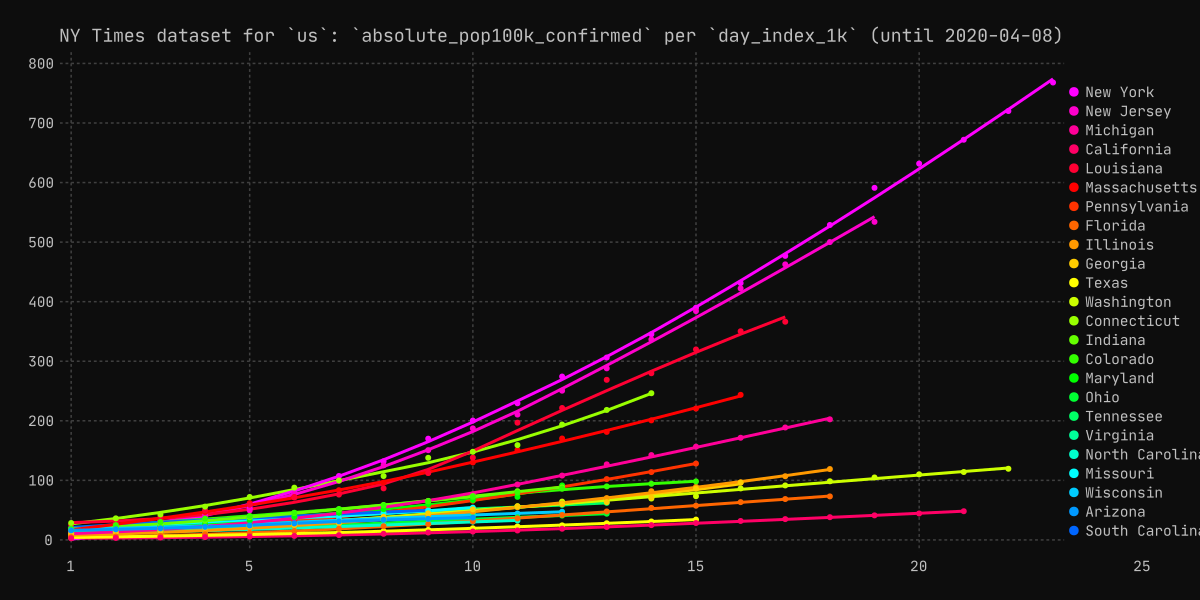 NY Times dataset for `us`: `absolute_pop100k_confirmed` per `day_index_1k` (until 2020-04-08)
800
700
600
500
400
300
200
100
0
1
5
10
15
20
25
New York
New Jersey
Michigan
California
Louisiana
Massachusetts
Pennsylvania
Florida
Illinois
Georgia
Texas
Washington
Connecticut
Indiana
Colorado
Maryland
Ohio
Tennessee
Virginia
North Carolina
Missouri
Wisconsin
Arizona
South Carolina